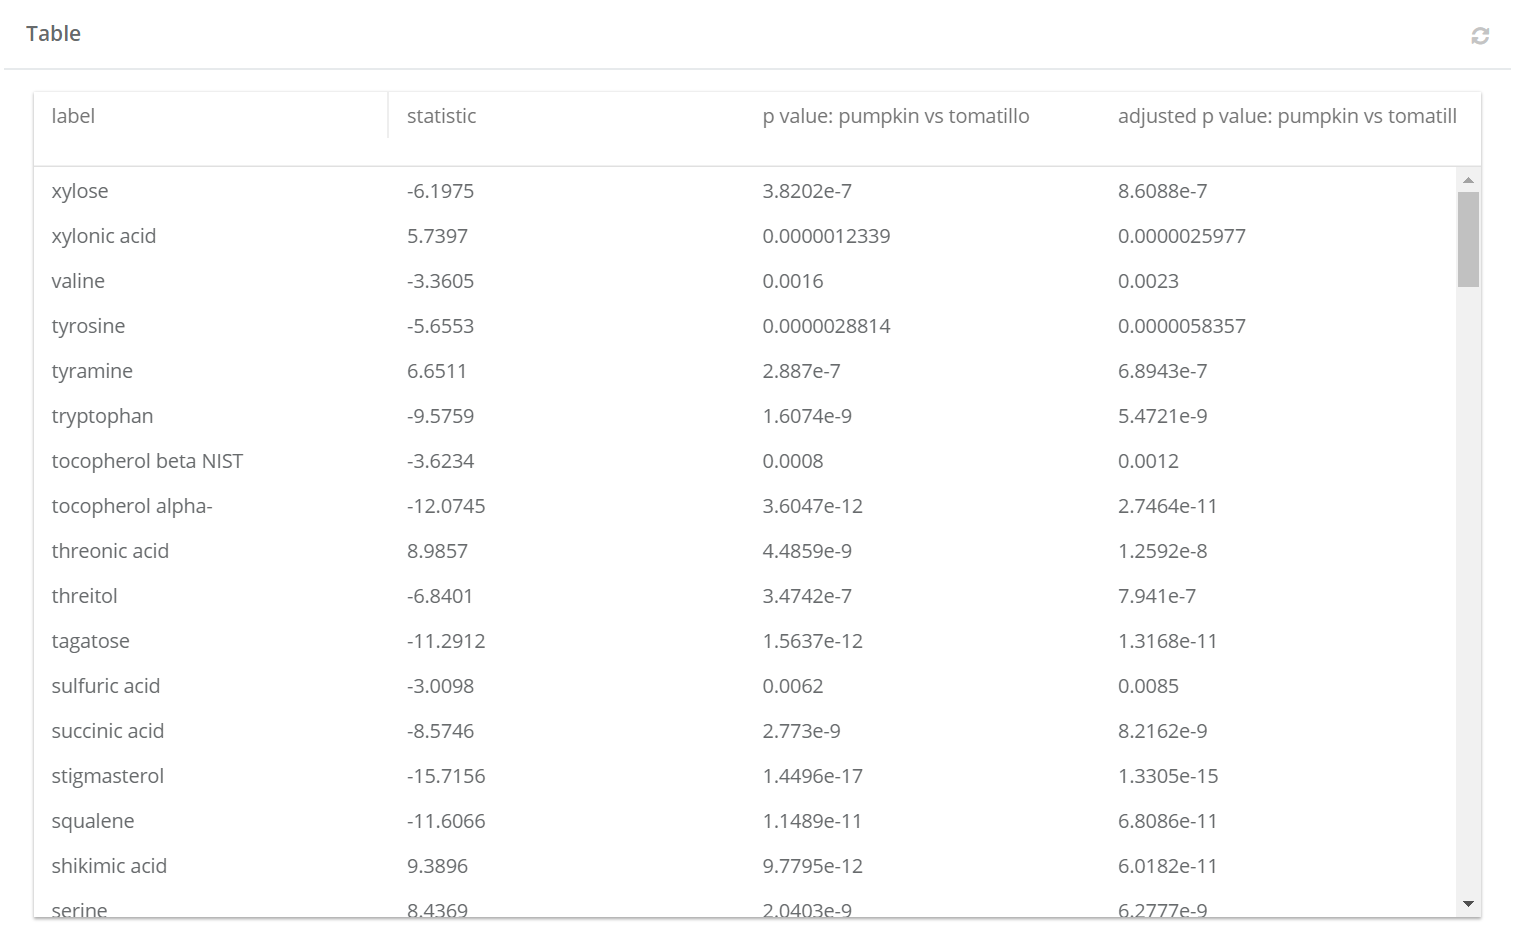 Table
label statistic p value: pumpkin vs tomatillo adjusted p value: pumpkin vs tomatill
xylose -6.1975 3.8202e-7 8.6088e-7
xylonic acid 5.7397 0.0000012339 0.0000025977
valine -3.3605 0.0016 0.0023
tyrosine -5.6553 0.0000028814 0.0000058357
tyramine 6.6511 2.887e-7 6.8943e-7
tryptophan -9.5759 1.6074e-9 5.4721e-9
tocopherol beta NIST -3.6234 0.0008 0.0012
tocopherol alpha- -12.0745 3.6047e-12 2.7464e-11
threonic acid 8.9857 4.4859e-9 1.2592e-8
threitol -6.8401 3.4742e-7 7.941e-7
tagatose -11.2912 1.5637e-12 1.3168e-11
sulfuric acid -3.0098 0.0062 0.0085
succinic acid -8.5746 2.773e-9 8.2162e-9
stigmasterol -15.7156 1.4496e-17 1.3305e-15
squalene -11.6066 1.1489e-11 6.8086e-11
shikimic acid 9.3896 9.7795e-12 6.0182e-11
serine 8.4369 2.0403e-9 6.2777e-9